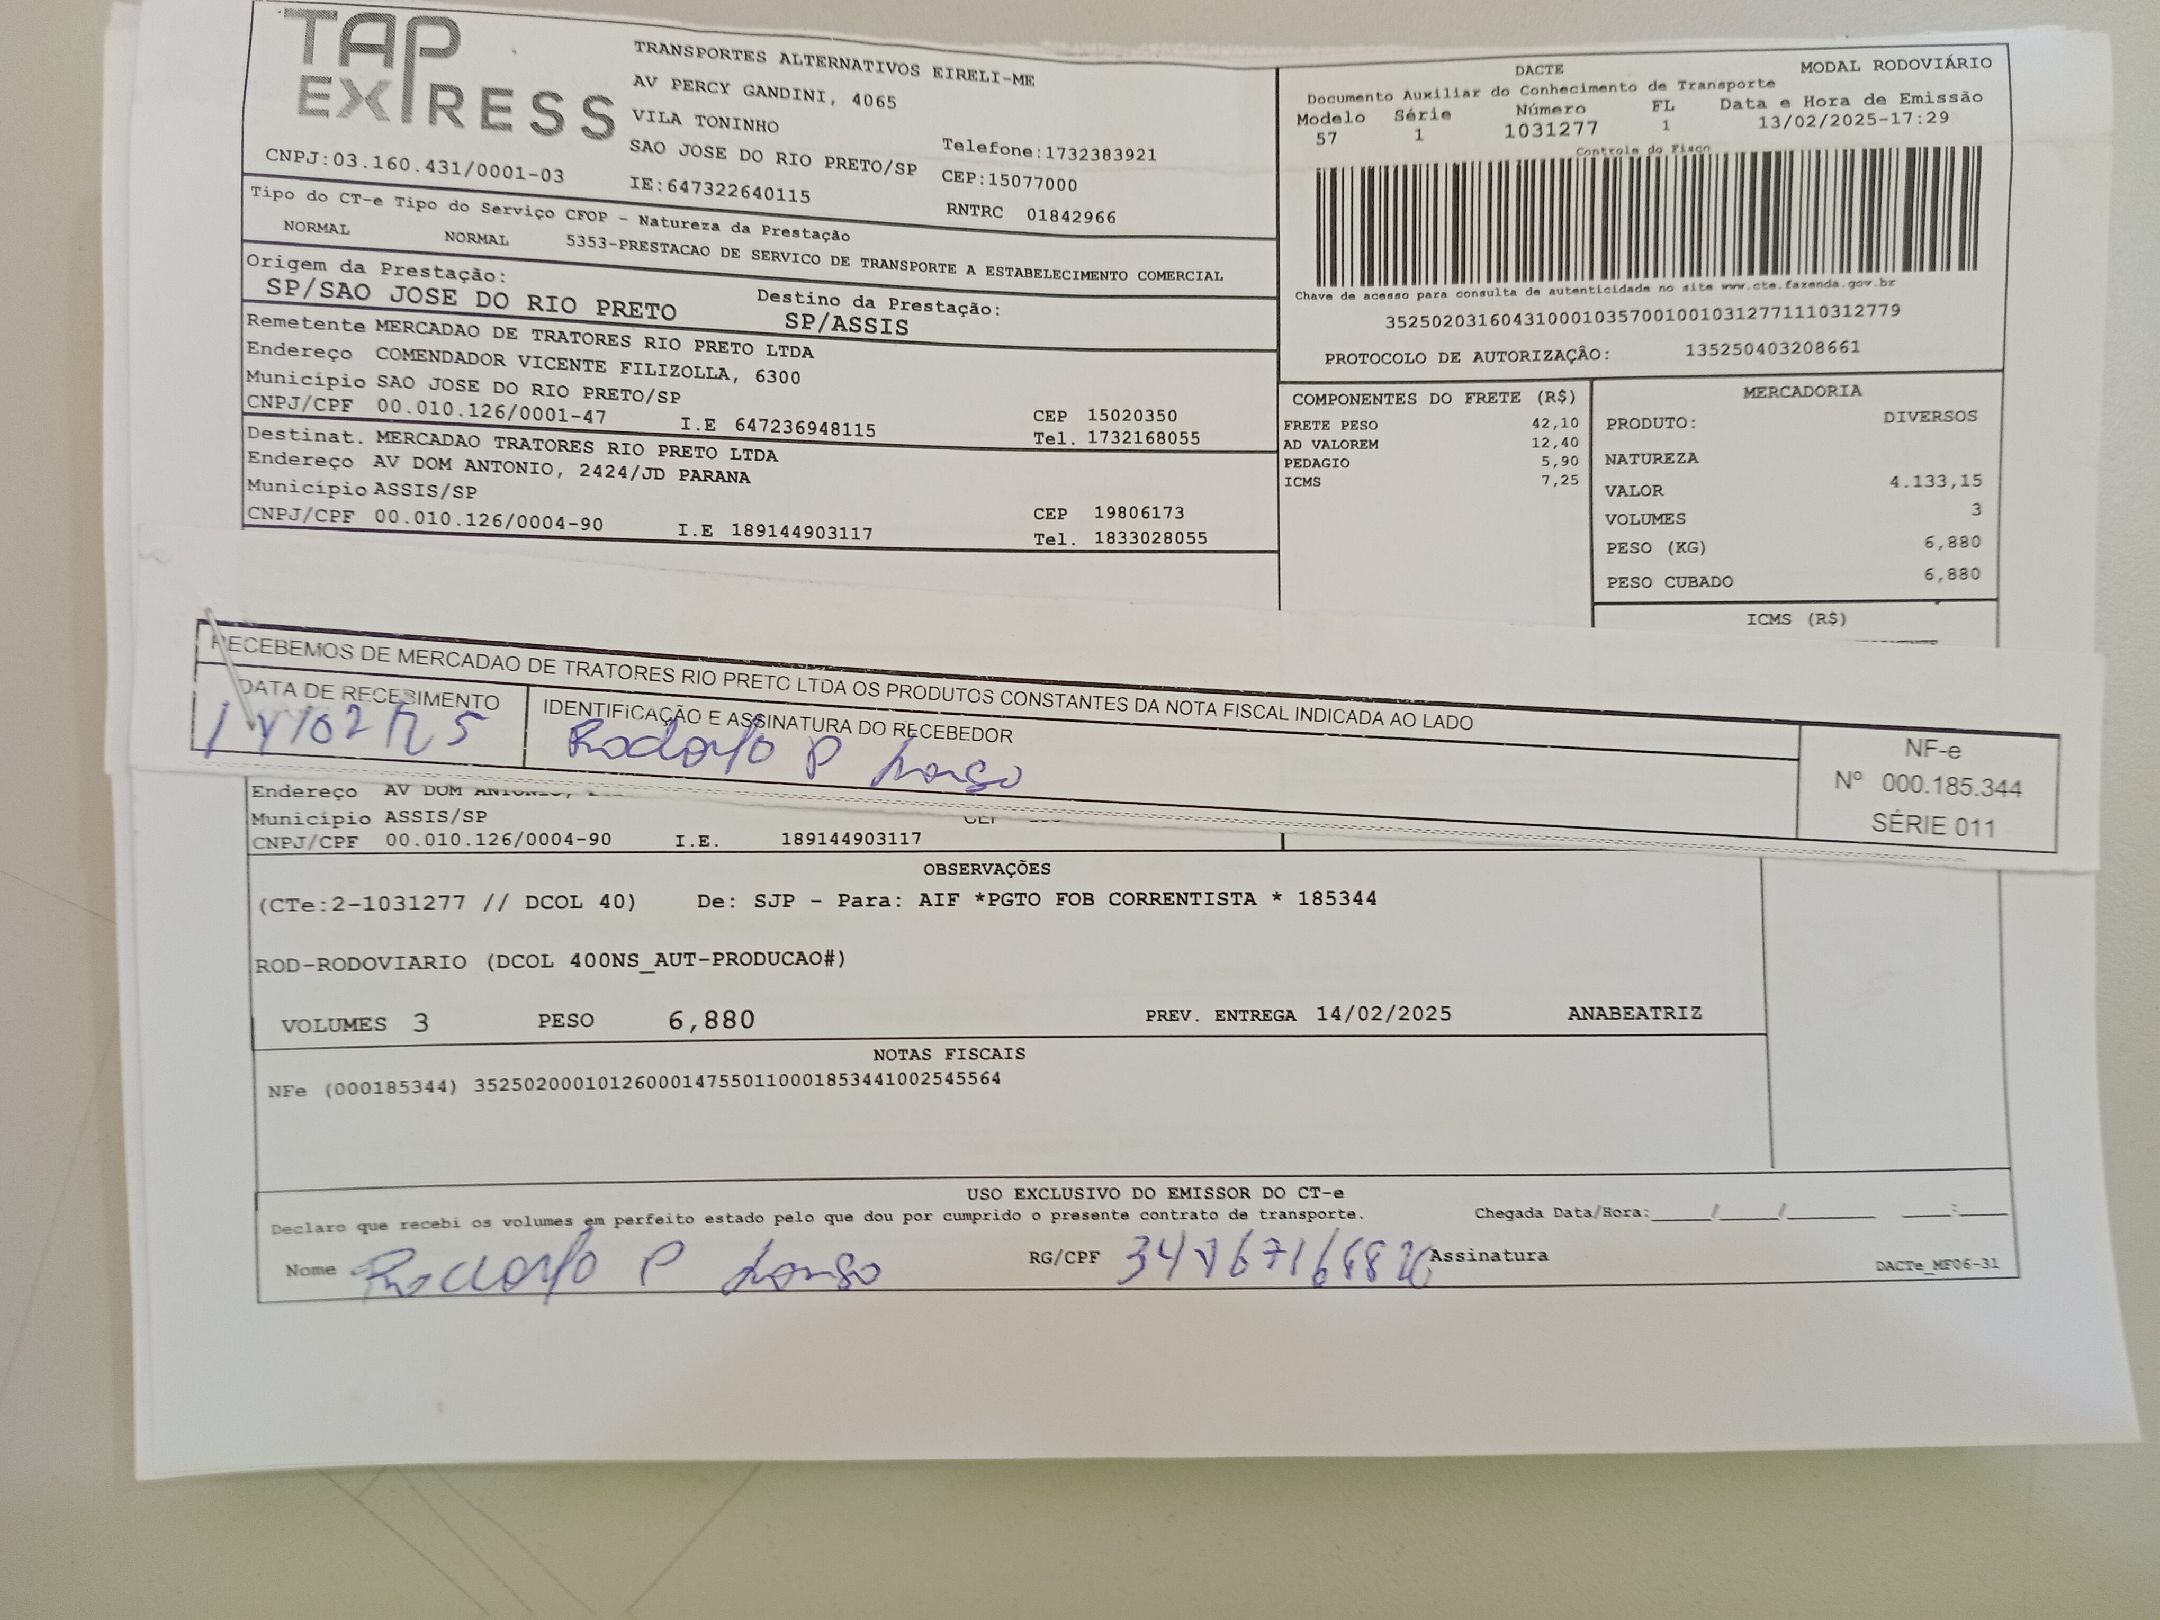 TAP EXPRESS
TRANSPORTES ALTERNATIVOS EIRELI-ME
AV PERCY GANDINI, 4065
VILA TONINHO
SAO JOSE DO RIO PRETO/SP
Telefone:1732383921
CNPJ:03.160.431/0001-03
IE:647322640115
CEP:15077000
RNTRC 01842966
DACTE
MODAL RODOVIÁRIO
Documento Auxiliar do Conhecimento de Transporte
Modelo Série Número FL Data e Hora de Emissão
57 1 1031277 1 13/02/2025-17:29
Controle do Fisco
Chave de acesso para consulta de autenticidade no site www.cte.fazenda.gov.br
35250203160431000103570010010312771110312779
PROTOCOLO DE AUTORIZAÇÃO: 135250403208661
Tipo do CT-e Tipo do Serviço CFOP - Natureza da Prestação
NORMAL NORMAL 5353-PRESTACAO DE SERVICO DE TRANSPORTE A ESTABELECIMENTO COMERCIAL
Origem da Prestação:
SP/SAO JOSE DO RIO PRETO
Destino da Prestação:
SP/ASSIS
Remetente MERCADAO DE TRATORES RIO PRETO LTDA
Endereço COMENDADOR VICENTE FILIZOLLA, 6300
Município SAO JOSE DO RIO PRETO/SP
CEP 15020350
CNPJ/CPF 00.010.126/0001-47 I.E 647236948115 Tel. 1732168055
Destinat. MERCADAO TRATORES RIO PRETO LTDA
Endereço AV DOM ANTONIO, 2424/JD PARANA
Município ASSIS/SP
CEP 19806173
CNPJ/CPF 00.010.126/0004-90 I.E 189144903117 Tel. 1833028055
COMPONENTES DO FRETE (R$)
FRETE PESO 42,10
AD VALOREM 12,40
PEDAGIO 5,90
ICMS 7,25
MERCADORIA
PRODUTO: DIVERSOS
NATUREZA
VALOR 4.133,15
VOLUMES 3
PESO (KG) 6,880
PESO CUBADO 6,880
ICMS (R$)
RECEBEMOS DE MERCADAO DE TRATORES RIO PRETO LTDA OS PRODUTOS CONSTANTES DA NOTA FISCAL INDICADA AO LADO
DATA DE RECEBIMENTO
14/02/25
IDENTIFICAÇÃO E ASSINATURA DO RECEBEDOR
Rodolfo P
NF-e
Nº 000.185.344
SÉRIE 011
Endereço AV DOM ANTONIO,
Município ASSIS/SP
CNPJ/CPF 00.010.126/0004-90 I.E. 189144903117
OBSERVAÇÕES
(CTe:2-1031277 // DCOL 40) De: SJP - Para: AIF *PGTO FOB CORRENTISTA * 185344
ROD-RODOVIARIO (DCOL 400NS_AUT-PRODUCAO#)
VOLUMES 3 PESO 6,880 PREV. ENTREGA 14/02/2025 ANABEATRIZ
NOTAS FISCAIS
NFe (000185344) 35250200010126000147550110001853441002545564
USO EXCLUSIVO DO EMISSOR DO CT-e
Declaro que recebi os volumes em perfeito estado pelo que dou por cumprido o presente contrato de transporte. Chegada Data/Hora:____/____/______ ___:___
Nome Rodolfo P RG/CPF Assinatura
DACTe_MF06-31